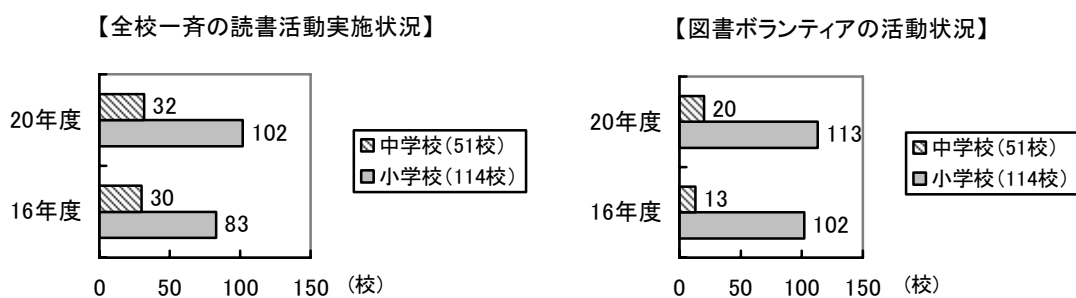 【全校一斉の読書活動実施状況】
20年度
32
102
16年度
30
83
0 50 100 150 (校)
中学校(51校)
小学校(114校)
【図書ボランティアの活動状況】
20年度
20
113
16年度
13
102
0 50 100 150 (校)
中学校(51校)
小学校(114校)